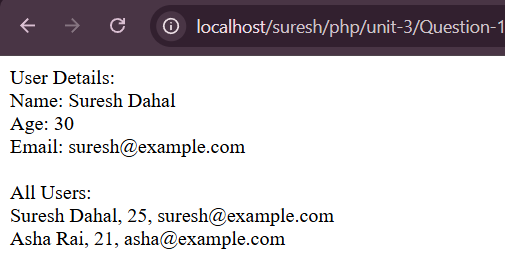 localhost/suresh/php/unit-3/Question-1
User Details:
Name: Suresh Dahal
Age: 30
Email: suresh@example.com
All Users:
Suresh Dahal, 25, suresh@example.com
Asha Rai, 21, asha@example.com